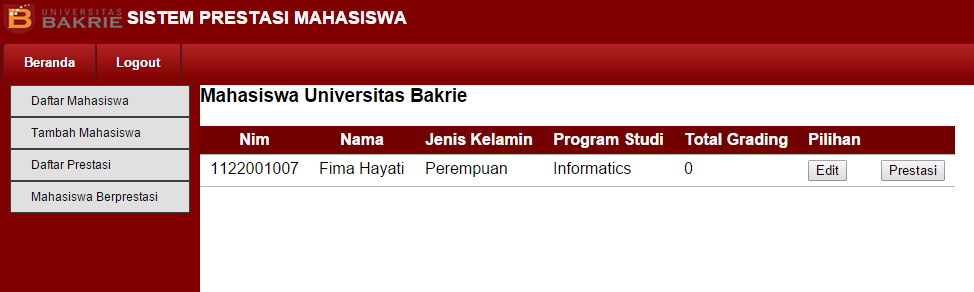 UNIVERSITAS
BAKRIE SISTEM PRESTASI MAHASISWA
Beranda Logout
Daftar Mahasiswa
Tambah Mahasiswa
Daftar Prestasi
Mahasiswa Berprestasi
Mahasiswa Universitas Bakrie
Nim Nama Jenis Kelamin Program Studi Total Grading Pilihan
1122001007 Fima Hayati Perempuan Informatics 0 Edit Prestasi